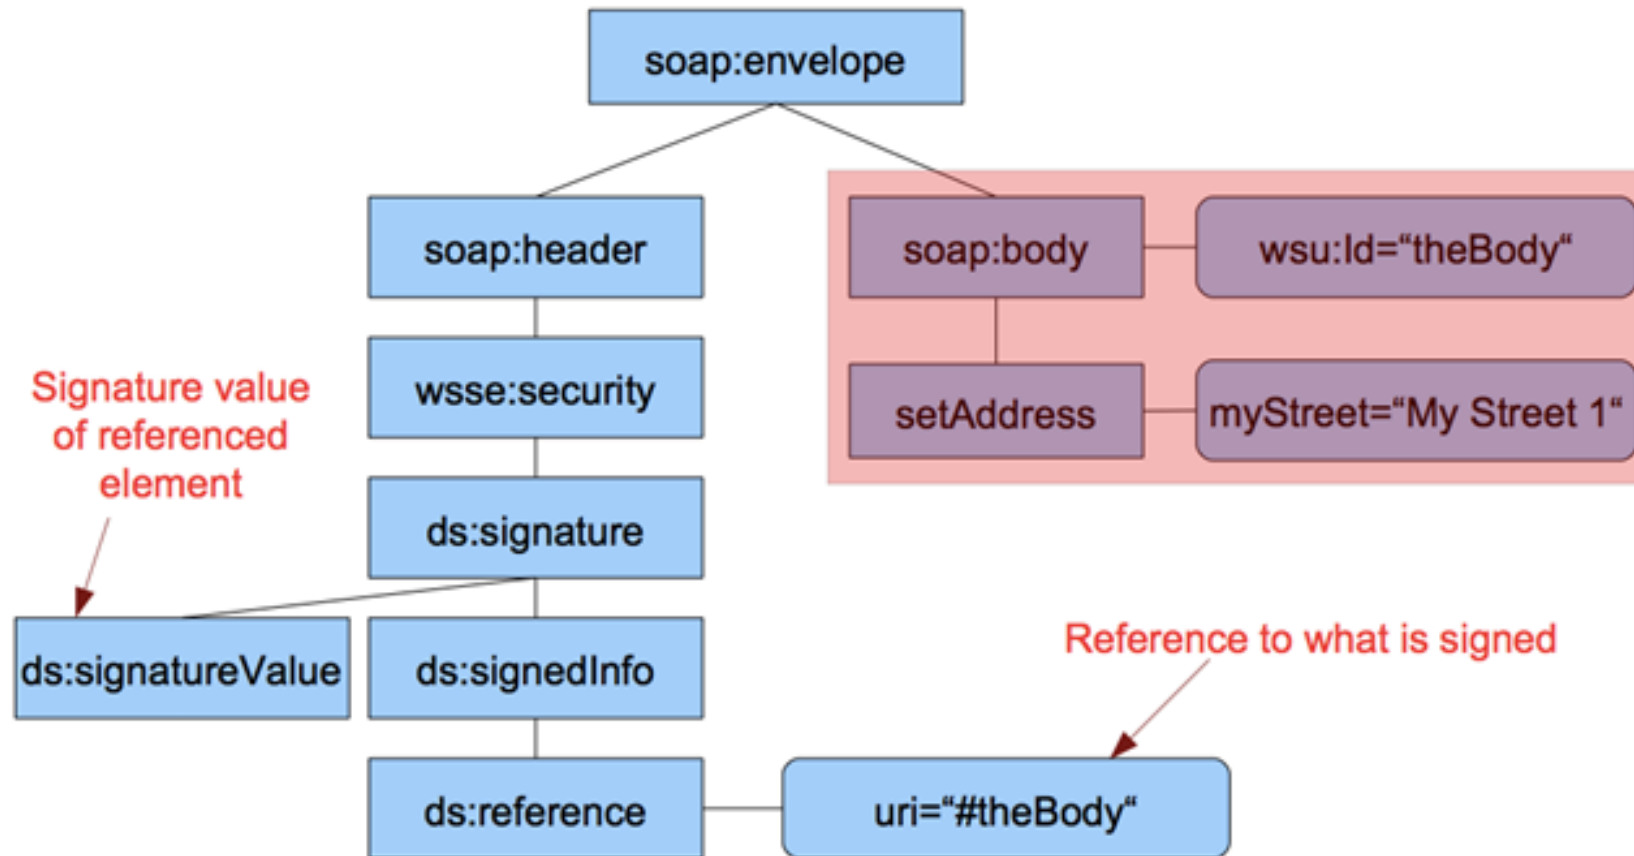 soap:envelope
soap:header
soap:body
wsu:Id=“theBody“
Signature value
of referenced
element
wsse:security
setAddress
myStreet=“My Street 1“
ds:signature
ds:signatureValue
ds:signedInfo
Reference to what is signed
ds:reference
uri=“#theBody“